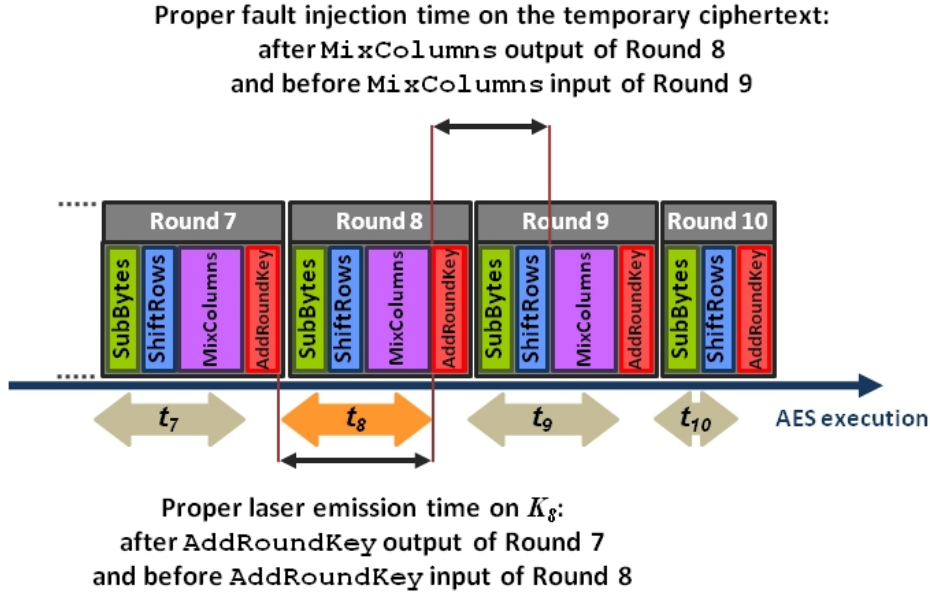 Proper fault injection time on the temporary ciphertext:
after MixColumns output of Round 8
and before MixColumns input of Round 9
Round 7 Round 8 Round 9 Round 10
SubBytes ShiftRows MixColumns AddRoundKey SubBytes ShiftRows MixColumns AddRoundKey SubBytes ShiftRows MixColumns AddRoundKey SubBytes ShiftRows AddRoundKey
t7 t8 t9 t10 AES execution
Proper laser emission time on K8:
after AddRoundKey output of Round 7
and before AddRoundKey input of Round 8